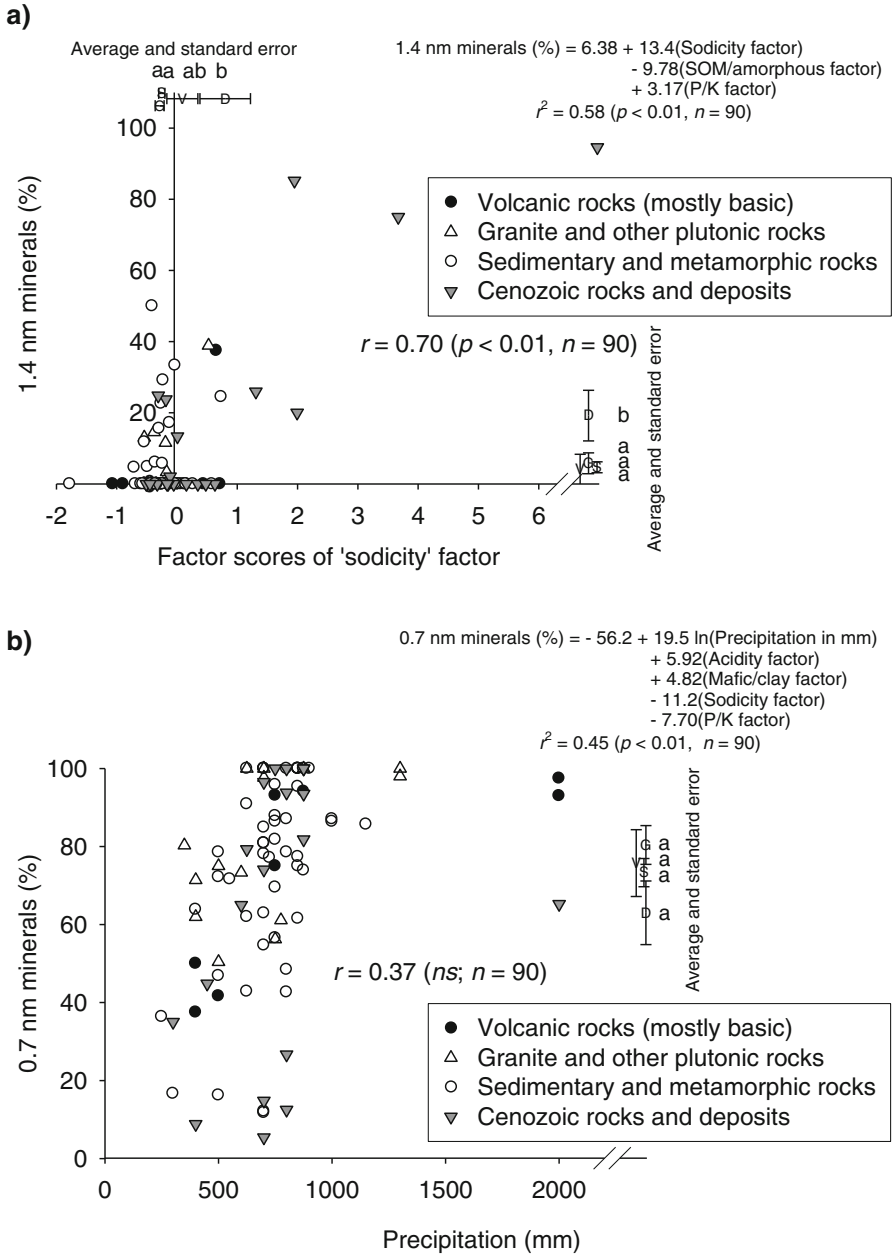 a)
Average and standard error
aa ab b
S
G V D
1.4 nm minerals (%) = 6.38 + 13.4(Sodicity factor)
- 9.78(SOM/amorphous factor)
+ 3.17(P/K factor)
r² = 0.58 (p < 0.01, n = 90)
100
80
60
40
20
0
1.4 nm minerals (%)
Volcanic rocks (mostly basic)
Granite and other plutonic rocks
Sedimentary and metamorphic rocks
Cenozoic rocks and deposits
r = 0.70 (p < 0.01, n = 90)
D b
a
G a
V S
a
Average and standard error
-2 -1 0 1 2 3 4 5 6
Factor scores of 'sodicity' factor
b)
0.7 nm minerals (%) = - 56.2 + 19.5 ln(Precipitation in mm)
+ 5.92(Acidity factor)
+ 4.82(Mafic/clay factor)
- 11.2(Sodicity factor)
- 7.70(P/K factor)
r² = 0.45 (p < 0.01, n = 90)
100
80
60
40
20
0
0.7 nm minerals (%)
G a
V a
S a
D a
Average and standard error
r = 0.37 (ns; n = 90)
Volcanic rocks (mostly basic)
Granite and other plutonic rocks
Sedimentary and metamorphic rocks
Cenozoic rocks and deposits
0 500 1000 1500 2000
Precipitation (mm)